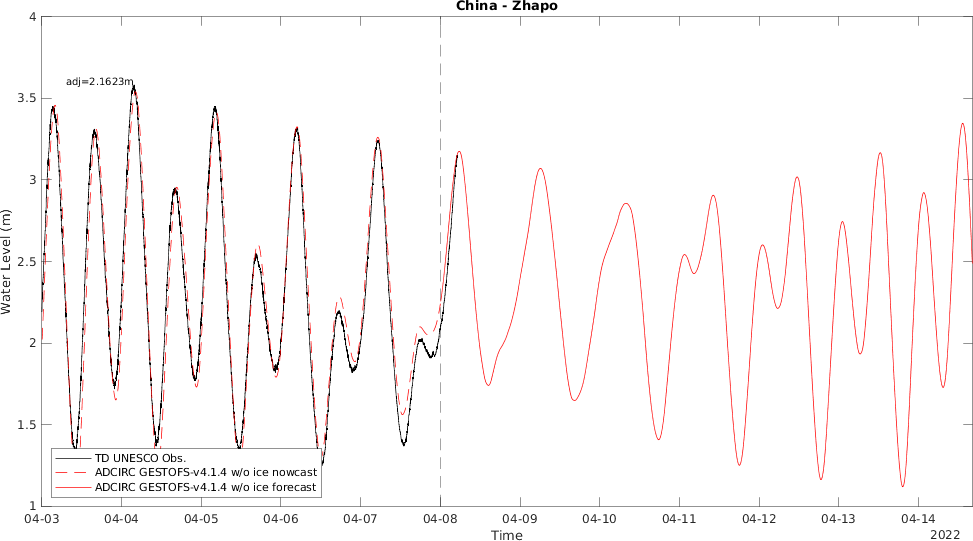 China - Zhapo
4
adj=2.1623m
3.5
3
2.5
2
1.5
1
Water Level (m)
TD UNESCO Obs.
ADCIRC GESTOFS-v4.1.4 w/o ice nowcast
ADCIRC GESTOFS-v4.1.4 w/o ice forecast
04-03 04-04 04-05 04-06 04-07 04-08 04-09 04-10 04-11 04-12 04-13 04-14
Time
2022